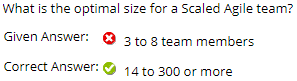 What is the optimal size for a Scaled Agile team?
Given Answer: 3 to 8 team members
Correct Answer: 14 to 300 or more